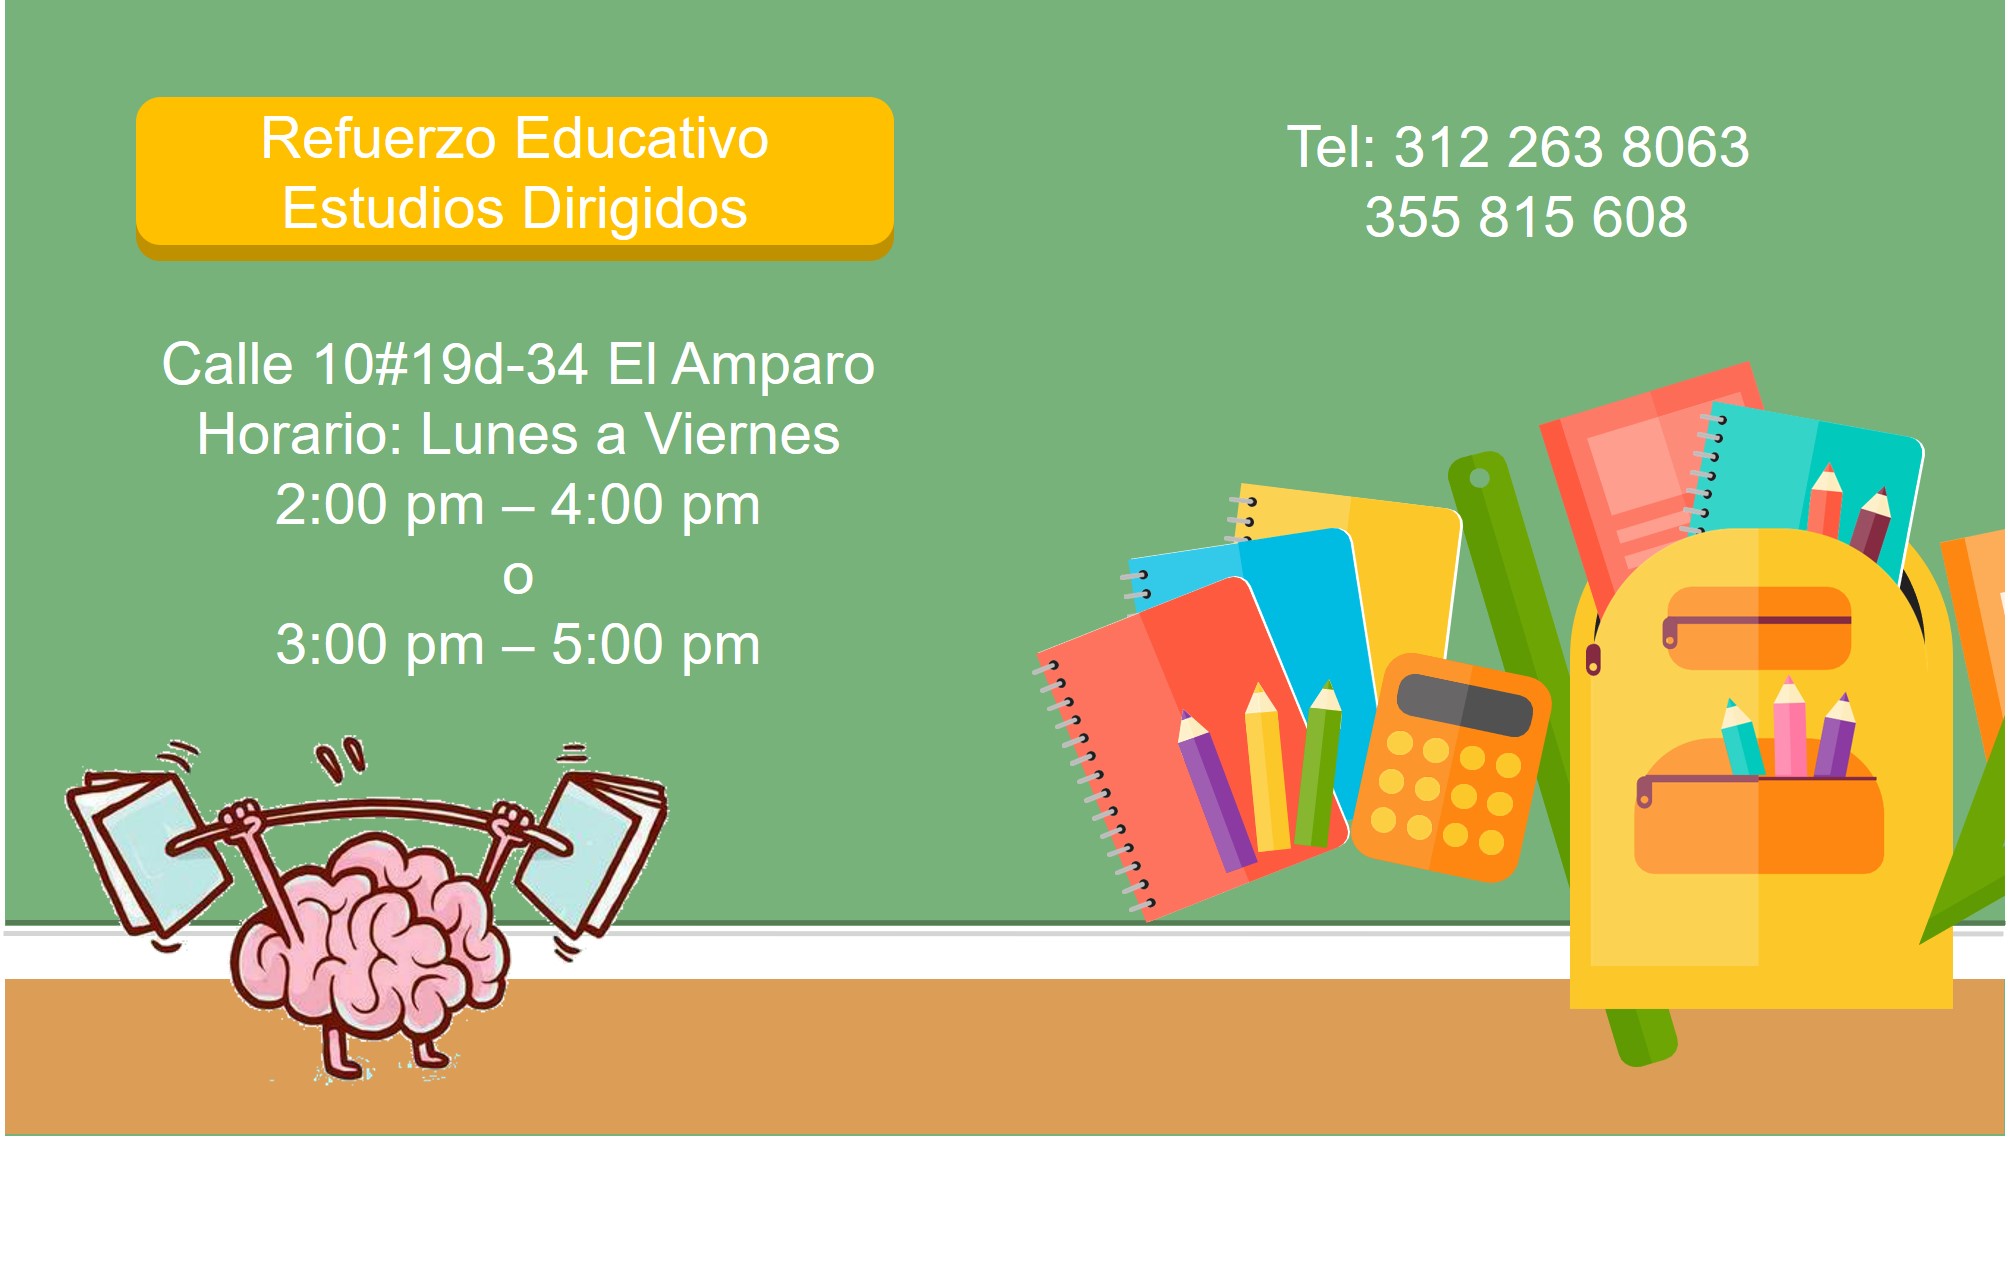 Refuerzo Educativo
Estudios Dirigidos
Tel: 312 263 8063
355 815 608
Calle 10#19d-34 El Amparo
Horario: Lunes a Viernes
2:00 pm – 4:00 pm
o
3:00 pm – 5:00 pm